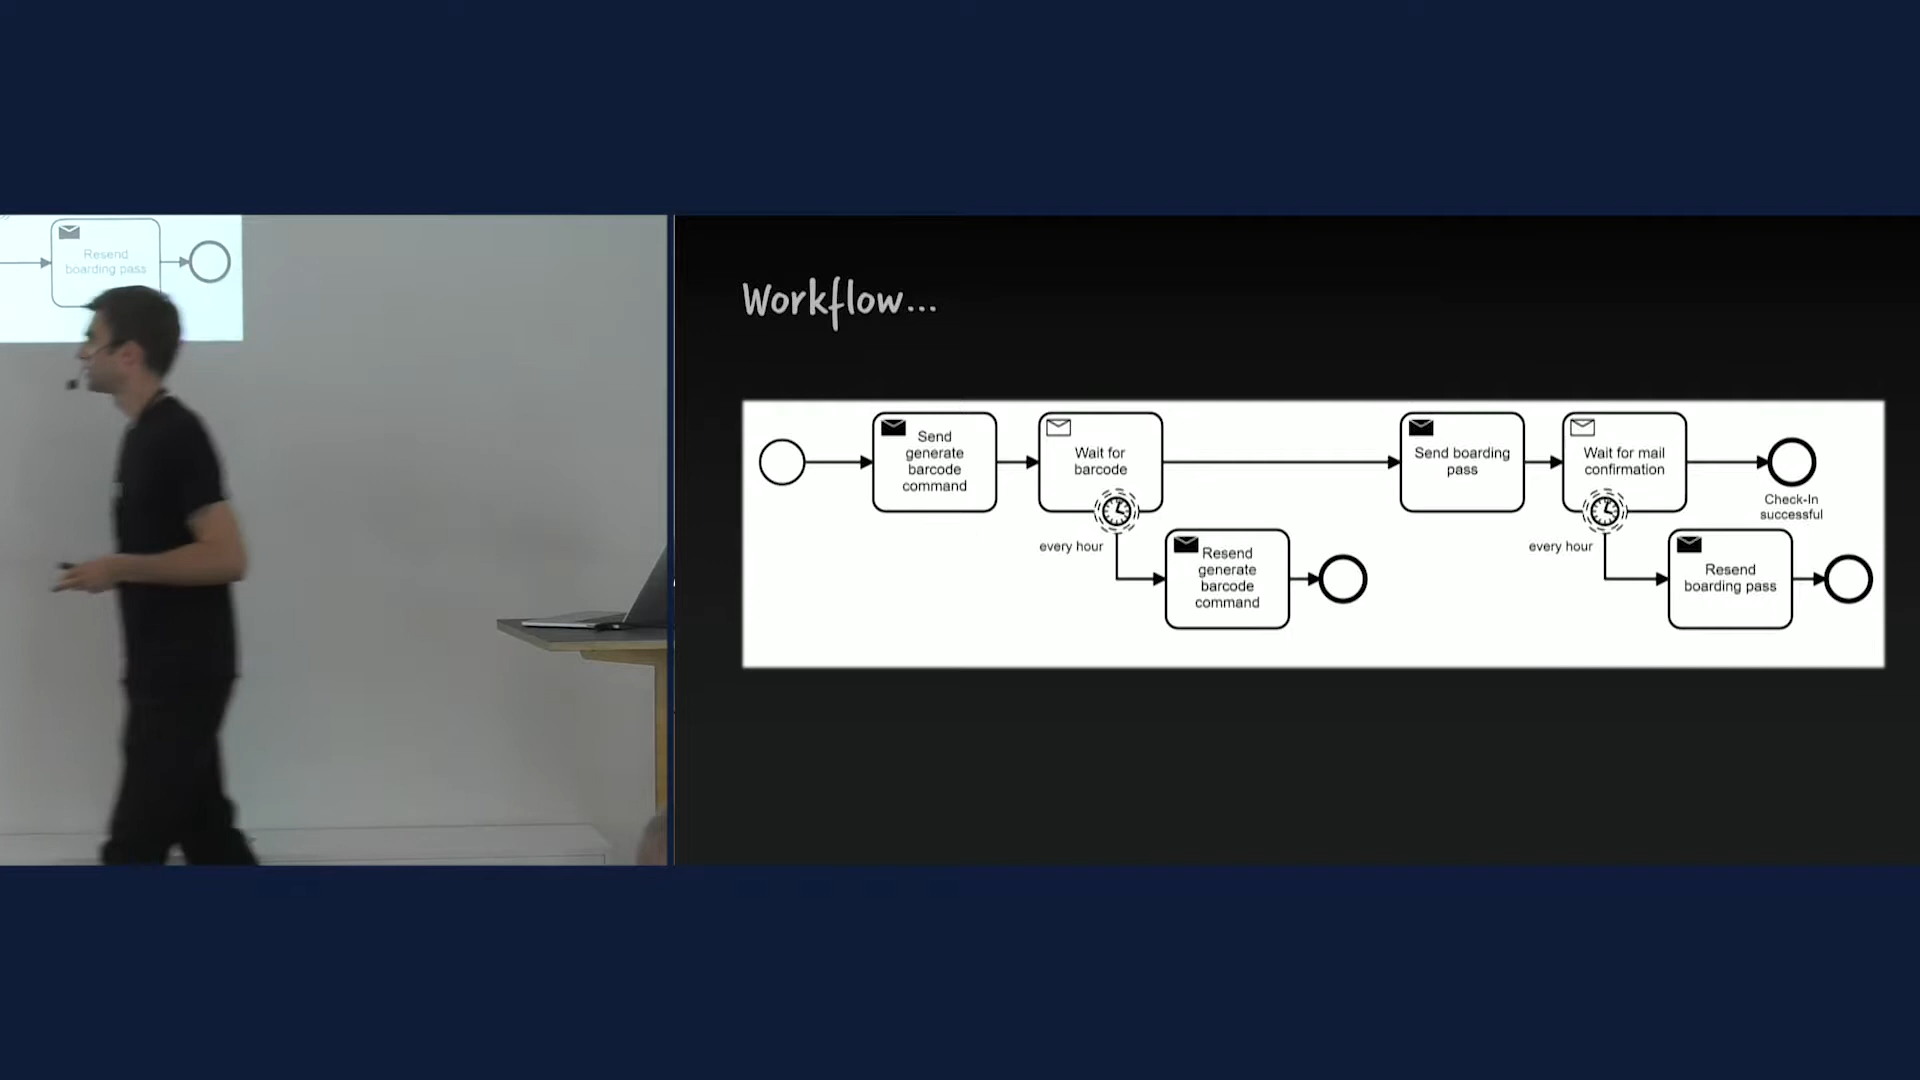 Resend
boarding pass
Workflow...
Send
generate
barcode
command
Wait for
barcode
Send boarding
pass
Wait for mail
confirmation
Check-In
successful
every hour
Resend
generate
barcode
command
every hour
Resend
boarding pass